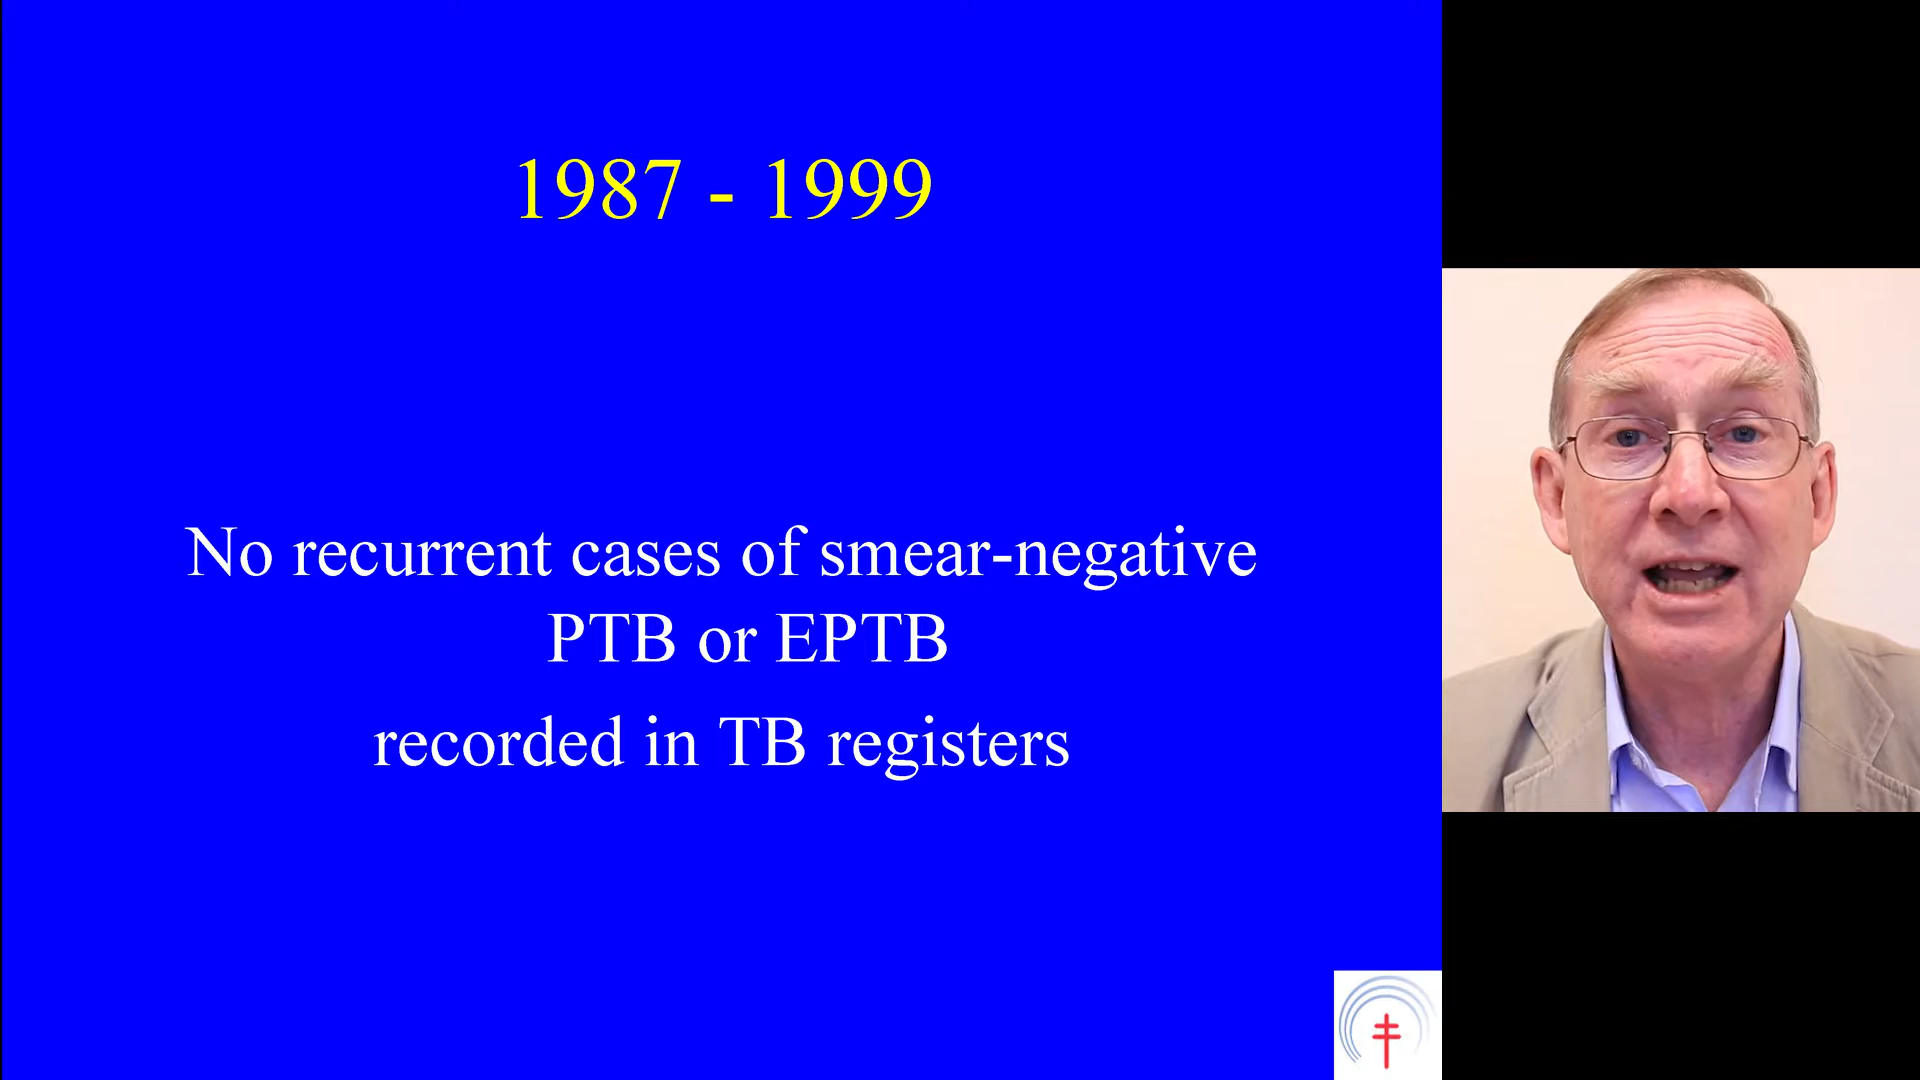 1987 - 1999
No recurrent cases of smear-negative
PTB or EPTB
recorded in TB registers